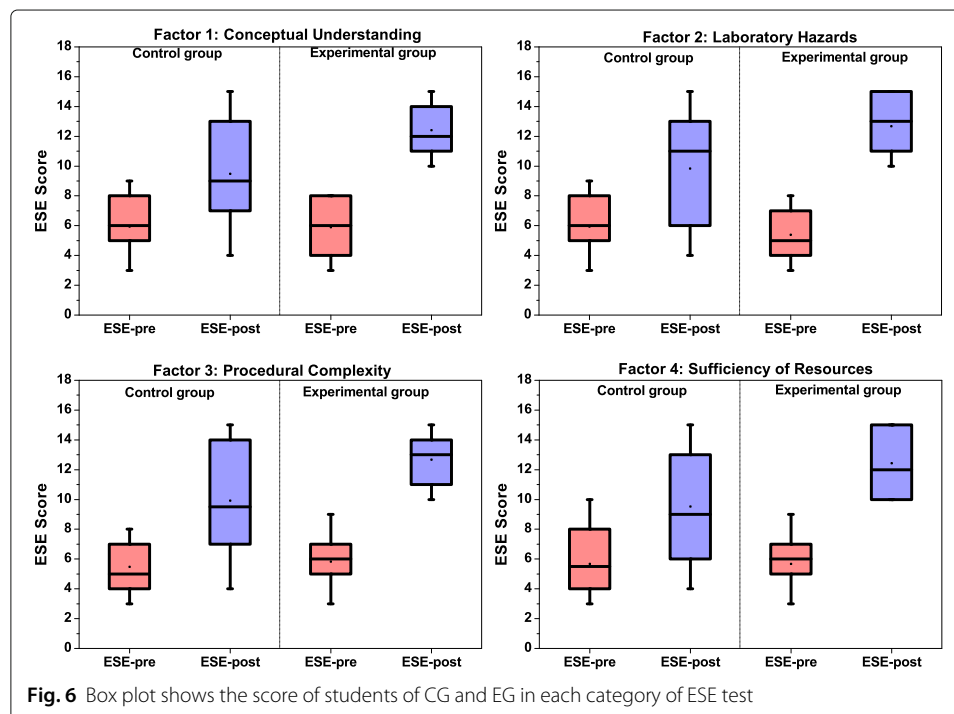 Factor 1: Conceptual Understanding
Control group Experimental group
ESE Score
18
16
14
12
10
8
6
4
2
0
ESE-pre ESE-post ESE-pre ESE-post
Factor 2: Laboratory Hazards
Control group Experimental group
ESE Score
18
16
14
12
10
8
6
4
2
0
ESE-pre ESE-post ESE-pre ESE-post
Factor 3: Procedural Complexity
Control group Experimental group
ESE Score
18
16
14
12
10
8
6
4
2
0
ESE-pre ESE-post ESE-pre ESE-post
Factor 4: Sufficiency of Resources
Control group Experimental group
ESE Score
18
16
14
12
10
8
6
4
2
0
ESE-pre ESE-post ESE-pre ESE-post
Fig. 6 Box plot shows the score of students of CG and EG in each category of ESE test